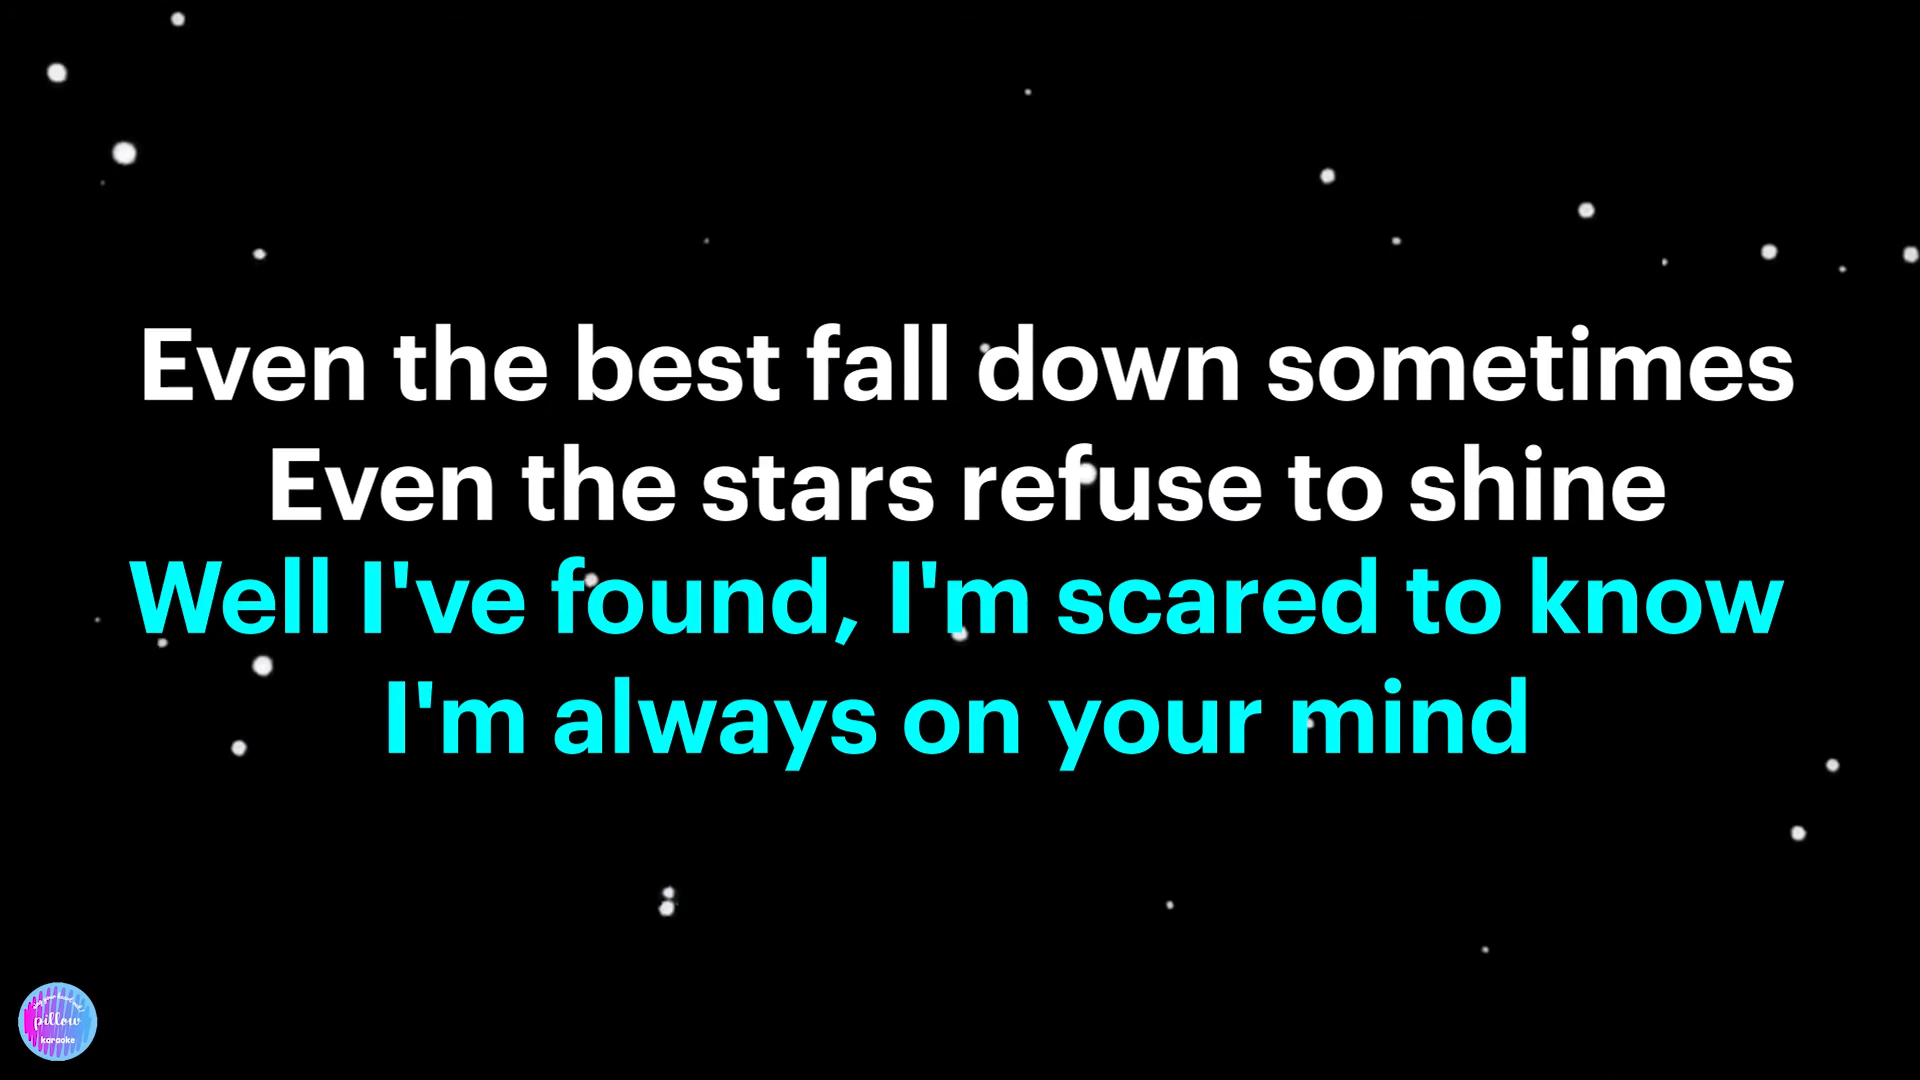 Even the best fall down sometimes
Even the stars refuse to shine
Well I've found, I'm scared to know
I'm always on your mind
pillow
karaoke